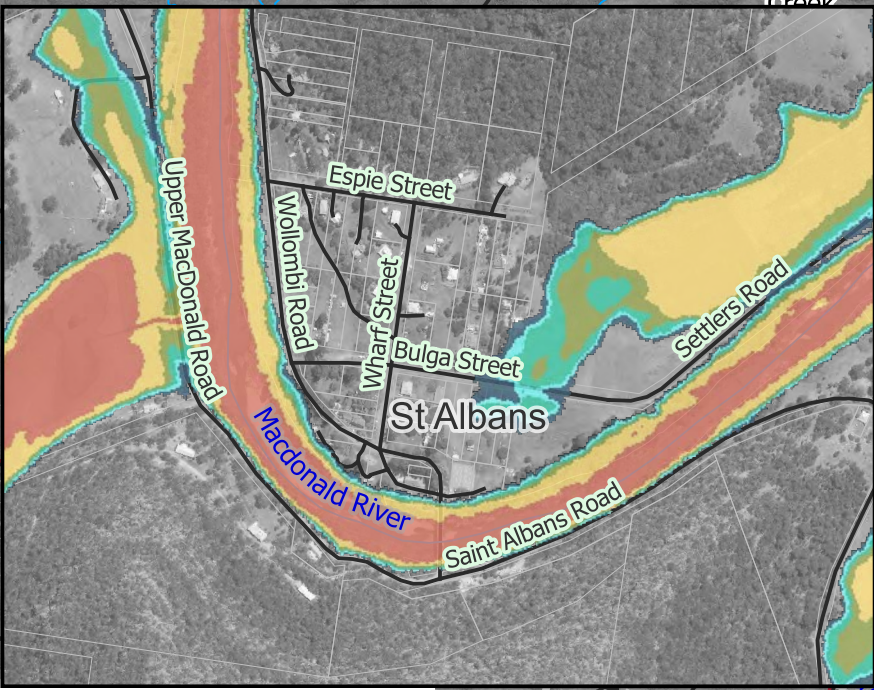 Creek
Espie Street
Upper MacDonald Road
Wollombi Road
Wharf Street
Settlers Road
Bulga Street
St Albans
Macdonald River
Saint Albans Road